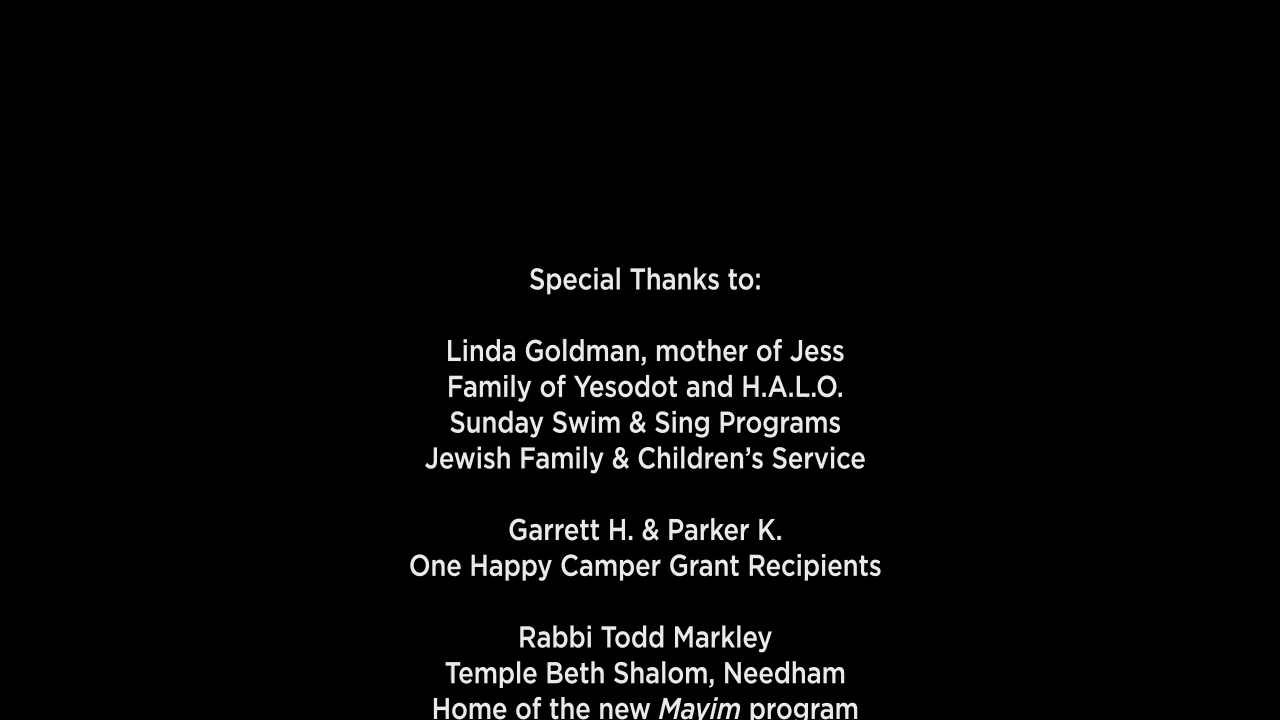 Special Thanks to:
Linda Goldman, mother of Jess
Family of Yesodot and H.A.L.O.
Sunday Swim & Sing Programs
Jewish Family & Children’s Service
Garrett H. & Parker K.
One Happy Camper Grant Recipients
Rabbi Todd Markley
Temple Beth Shalom, Needham
Home of the new Mayim program